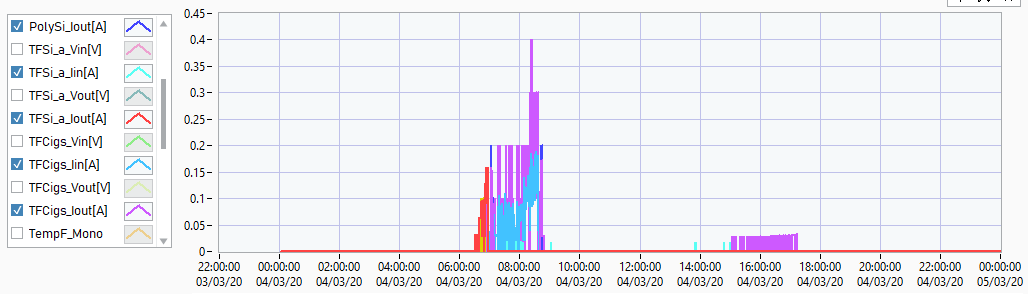 PolySi_Iout[A]
TFSi_a_Vin[V]
TFSi_a_Iin[A]
TFSi_a_Vout[V]
TFSi_a_Iout[A]
TFCigs_Vin[V]
TFCigs_Iin[A]
TFCigs_Vout[V]
TFCigs_Iout[A]
TempF_Mono
0.45
0.4
0.35
0.3
0.25
0.2
0.15
0.1
0.05
0
22:00:00 00:00:00 02:00:00 04:00:00 06:00:00 08:00:00 10:00:00 12:00:00 14:00:00 16:00:00 18:00:00 20:00:00 22:00:00 00:00:00
03/03/20 04/03/20 04/03/20 04/03/20 04/03/20 04/03/20 04/03/20 04/03/20 04/03/20 04/03/20 04/03/20 04/03/20 04/03/20 05/03/20